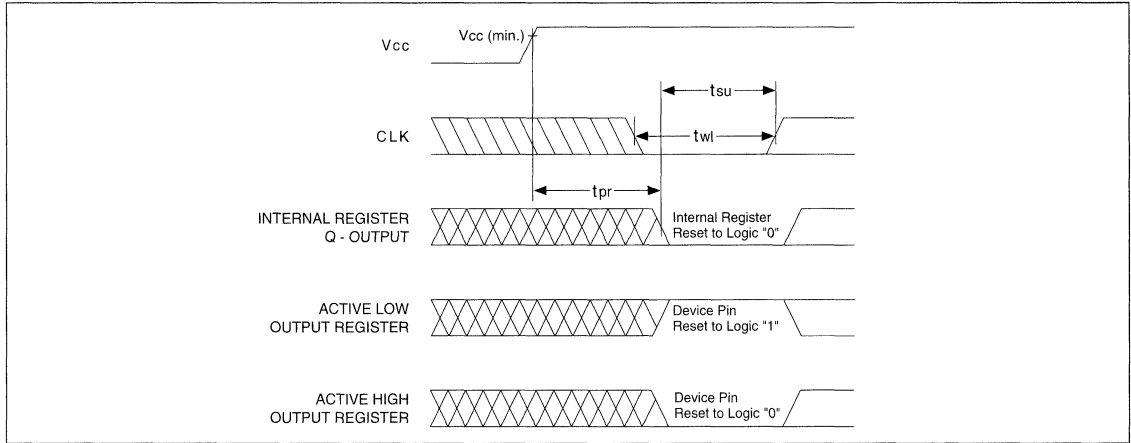 Vcc
Vcc (min.)
tsu
CLK
twl
tpr
INTERNAL REGISTER
Q - OUTPUT
Internal Register
Reset to Logic "0"
ACTIVE LOW
OUTPUT REGISTER
Device Pin
Reset to Logic "1"
ACTIVE HIGH
OUTPUT REGISTER
Device Pin
Reset to Logic "0"